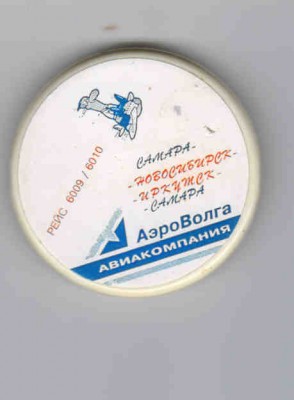 РЕЙС 6009 / 6010
САМАРА-
-НОВОСИБИРСК-
-ИРКУТСК-
-САМАРА
АэроВолга
АВИАКОМПАНИЯ